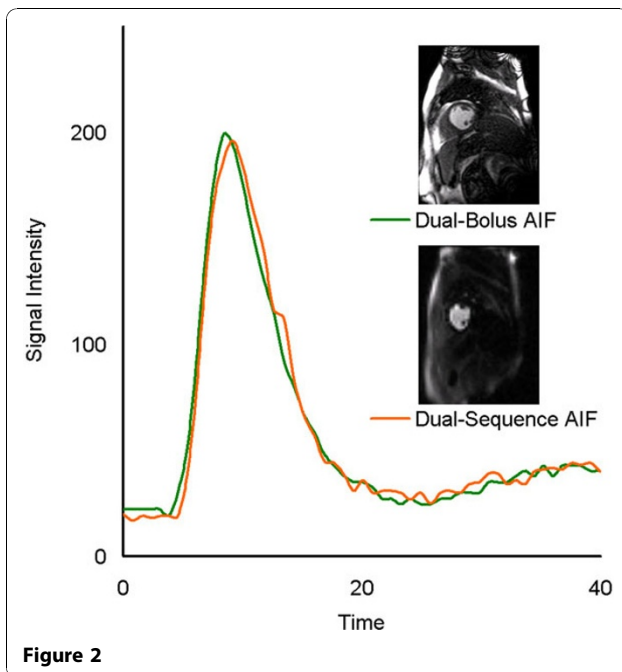 200
Dual-Bolus AIF
Signal Intensity
100
Dual-Sequence AIF
0
0 20 40
Time
Figure 2